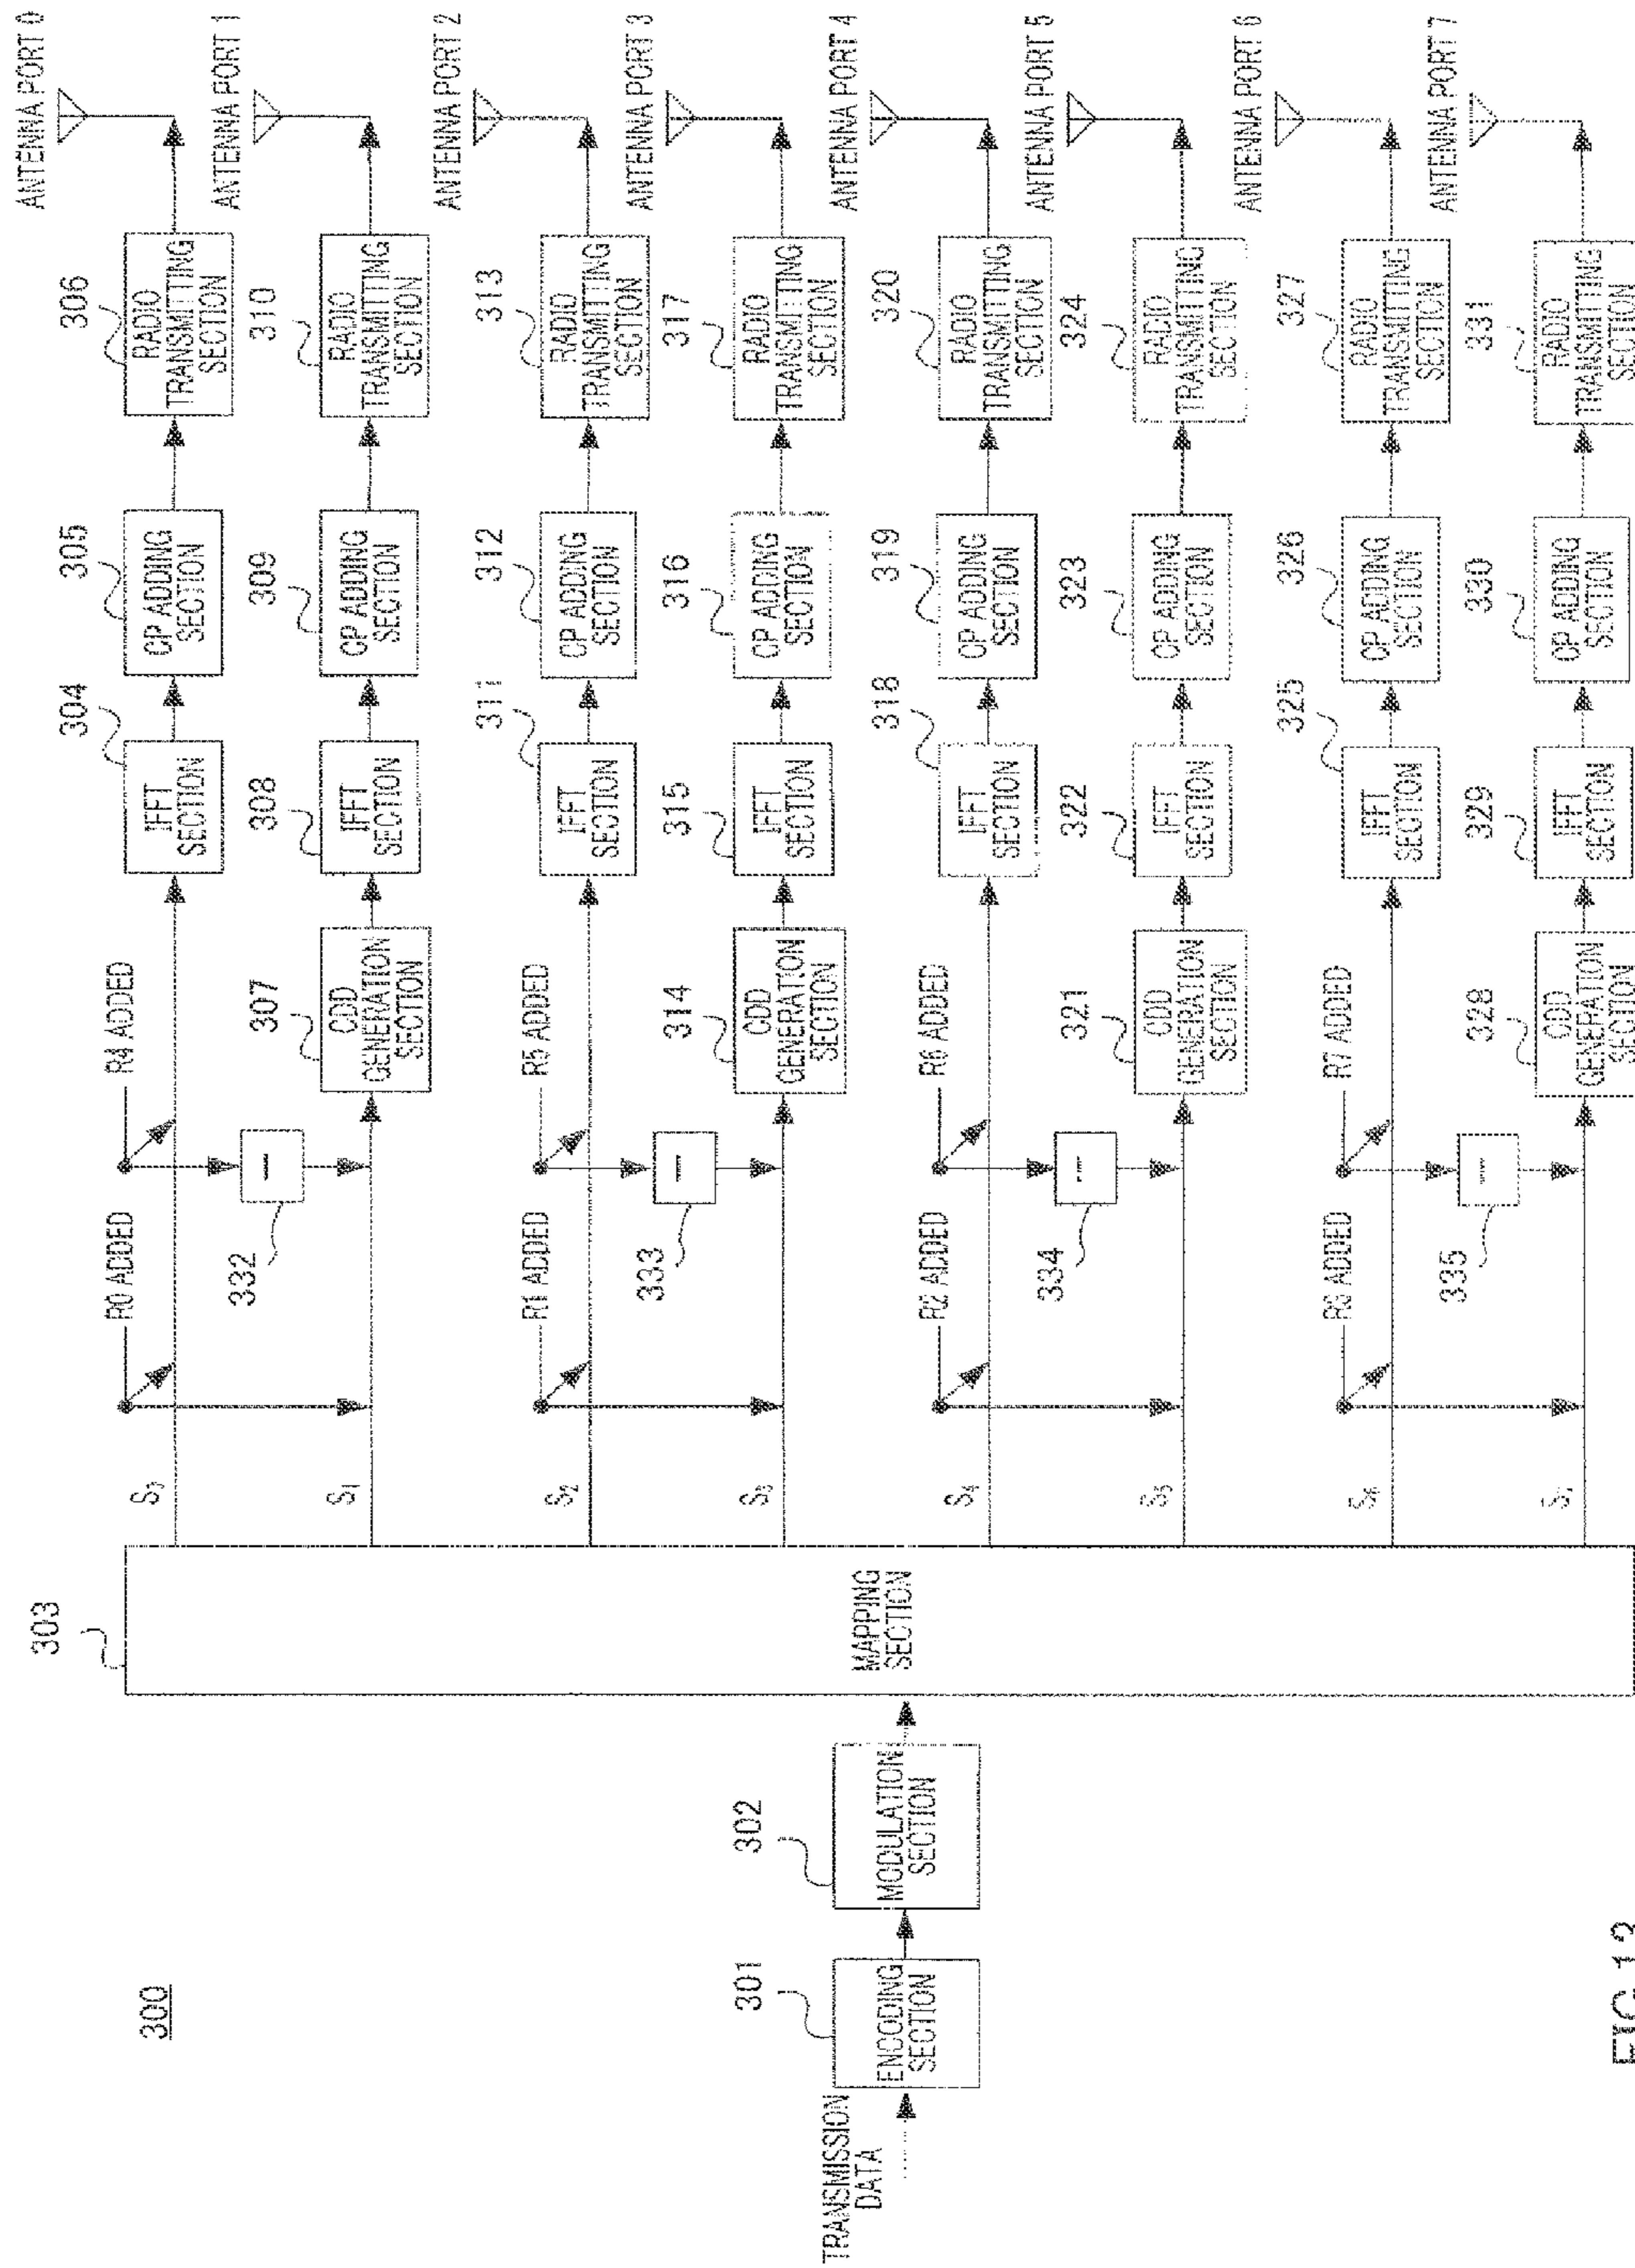 300
TRANSMISSION
DATA
301
ENCODING
SECTION
302
MODULATION
SECTION
303
MAPPING
SECTION
S0
R0 ADDED
R4 ADDED
332
304
IFFT
SECTION
305
CP ADDING
SECTION
306
RADIO
TRANSMITTING
SECTION
ANTENNA PORT 0
S1
307
CDD
GENERATION
SECTION
308
IFFT
SECTION
309
CP ADDING
SECTION
310
RADIO
TRANSMITTING
SECTION
ANTENNA PORT 1
S2
R1 ADDED
R5 ADDED
333
311
IFFT
SECTION
312
CP ADDING
SECTION
313
RADIO
TRANSMITTING
SECTION
ANTENNA PORT 2
S3
314
CDD
GENERATION
SECTION
315
IFFT
SECTION
316
CP ADDING
SECTION
317
RADIO
TRANSMITTING
SECTION
ANTENNA PORT 3
S4
R2 ADDED
R6 ADDED
334
318
IFFT
SECTION
319
CP ADDING
SECTION
320
RADIO
TRANSMITTING
SECTION
ANTENNA PORT 4
S5
321
CDD
GENERATION
SECTION
322
IFFT
SECTION
323
CP ADDING
SECTION
324
RADIO
TRANSMITTING
SECTION
ANTENNA PORT 5
S6
R3 ADDED
R7 ADDED
335
325
IFFT
SECTION
326
CP ADDING
SECTION
327
RADIO
TRANSMITTING
SECTION
ANTENNA PORT 6
S7
328
CDD
GENERATION
SECTION
329
IFFT
SECTION
330
CP ADDING
SECTION
331
RADIO
TRANSMITTING
SECTION
ANTENNA PORT 7